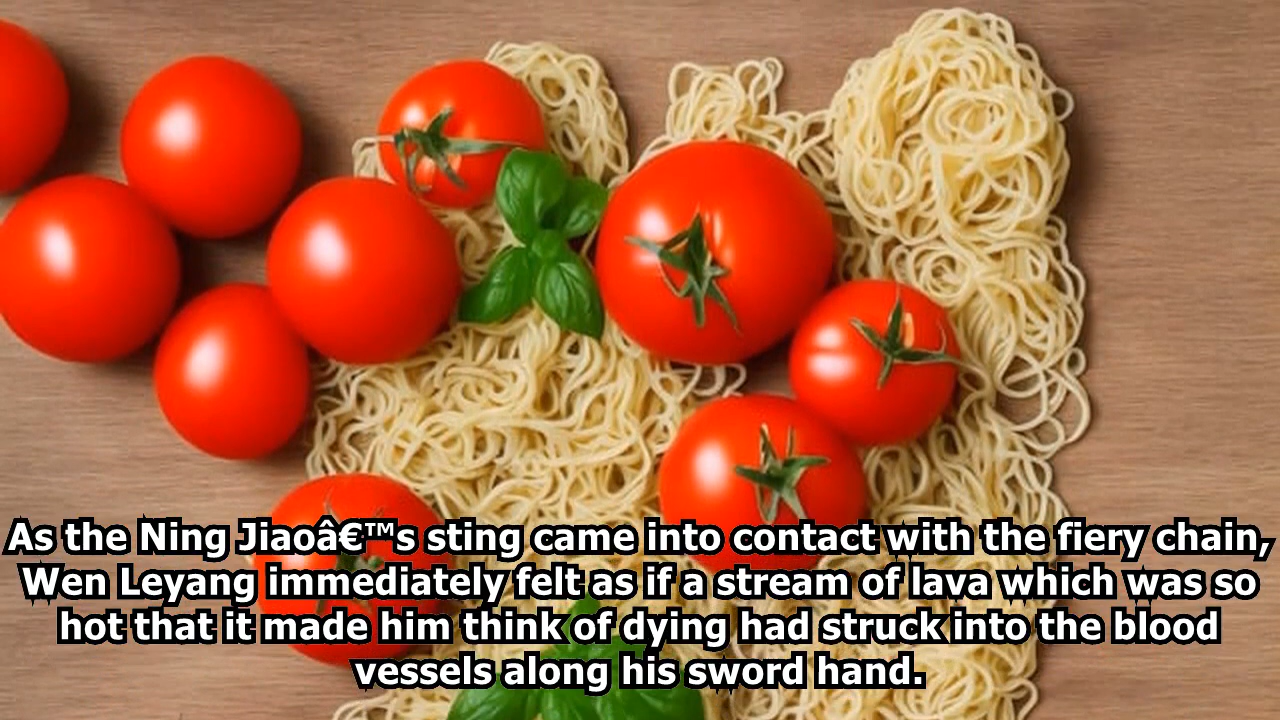 As the Ning Jiaoâ€™s sting came into contact with the fiery chain,
Wen Leyang immediately felt as if a stream of lava which was so
hot that it made him think of dying had struck into the blood
vessels along his sword hand.